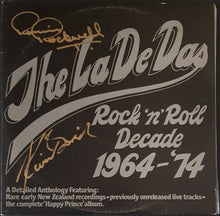 The La De Das
Rock 'n' Roll
Decade
1964-'74
A Detailed Anthology Featuring:
Rare early New Zealand recordings • previously unreleased live tracks •
the complete 'Happy Prince' album.